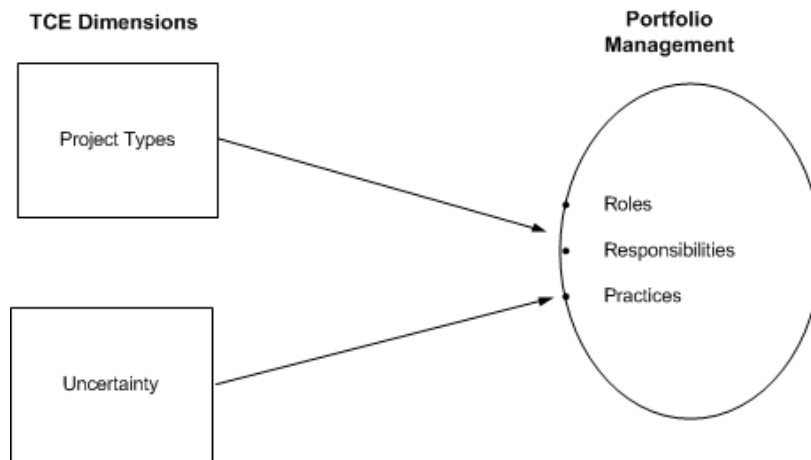 TCE Dimensions
Portfolio
Management
Project Types
Roles
Responsibilities
Practices
Uncertainty